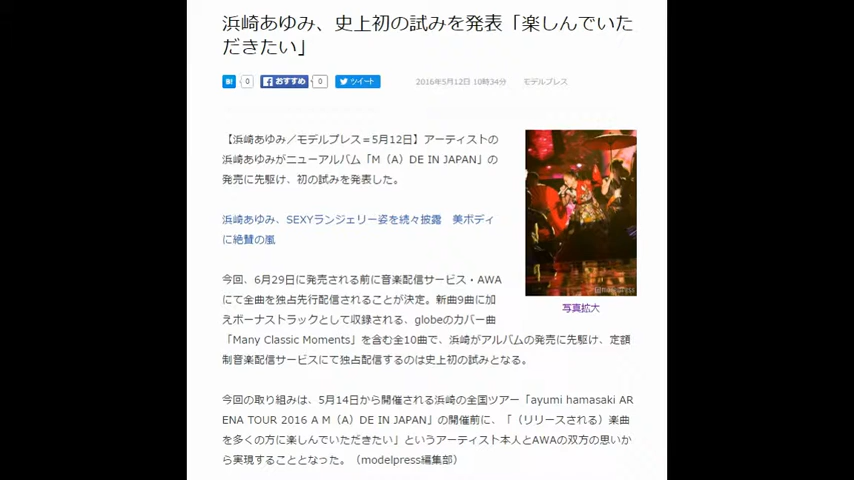 浜崎あゆみ、史上初の試みを発表「楽しんでいた
だきたい」
B! 0 おすすめ 0 ツイート 2016年5月12日 10時34分 モデルプレス
【浜崎あゆみ／モデルプレス＝5月12日】アーティストの
浜崎あゆみがニューアルバム「M（A）DE IN JAPAN」の
発売に先駆け、初の試みを発表した。
浜崎あゆみ、SEXYランジェリー姿を続々披露　美ボディ
に絶賛の嵐
写真拡大
今回、6月29日に発売される前に音楽配信サービス・AWA
にて全曲を独占先行配信されることが決定。新曲9曲に加
えボーナストラックとして収録される、globeのカバー曲
「Many Classic Moments」を含む全10曲で、浜崎がアルバムの発売に先駆け、定額
制音楽配信サービスにて独占配信するのは史上初の試みとなる。
今回の取り組みは、5月14日から開催される浜崎の全国ツアー「ayumi hamasaki AR
ENA TOUR 2016 A M（A）DE IN JAPAN」の開催前に、「（リリースされる）楽曲
を多くの方に楽しんでいただきたい」というアーティスト本人とAWAの双方の思いか
ら実現することとなった。（modelpress編集部）